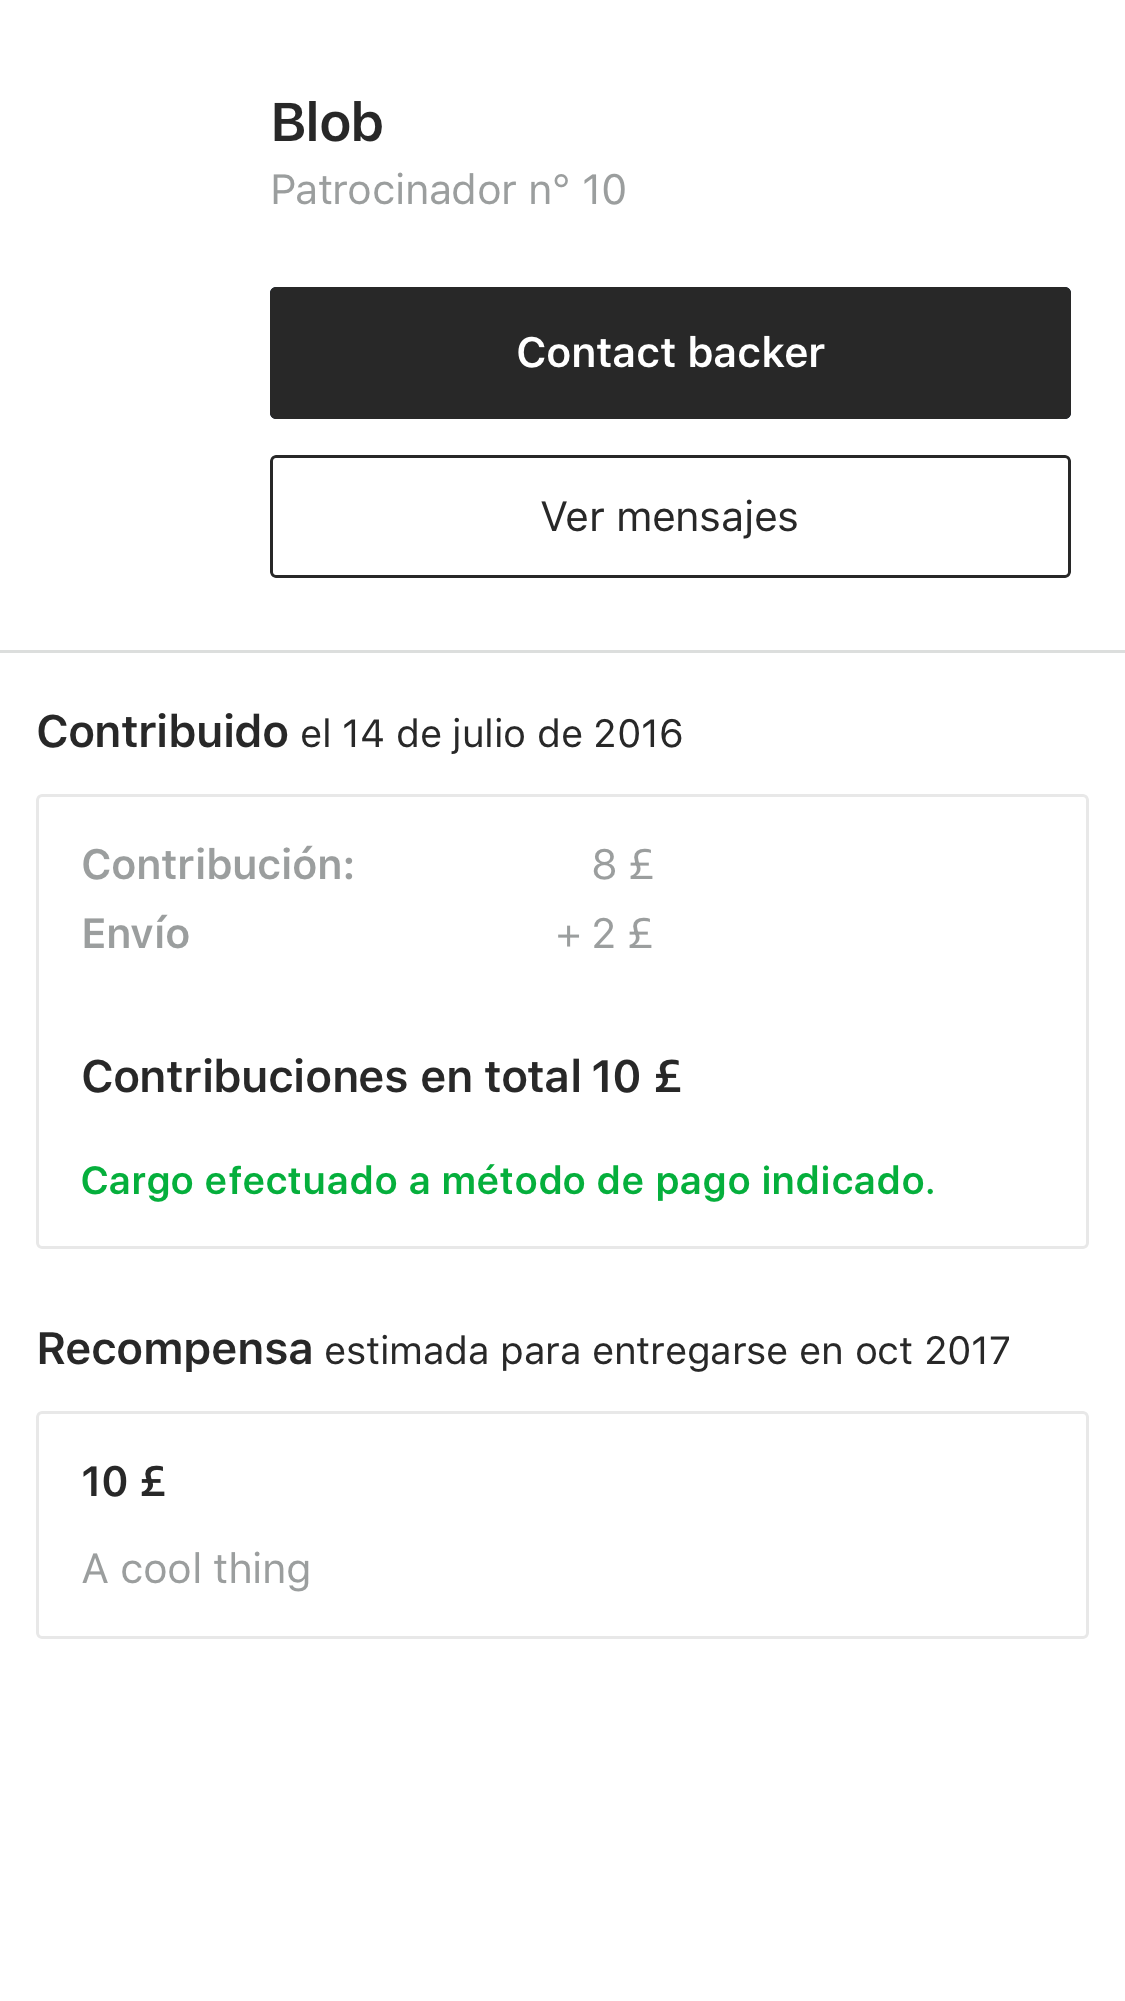 Blob
Patrocinador n° 10
Contact backer
Ver mensajes
Contribuido el 14 de julio de 2016
Contribución: 8 £
Envío + 2 £
Contribuciones en total 10 £
Cargo efectuado a método de pago indicado.
Recompensa estimada para entregarse en oct 2017
10 £
A cool thing